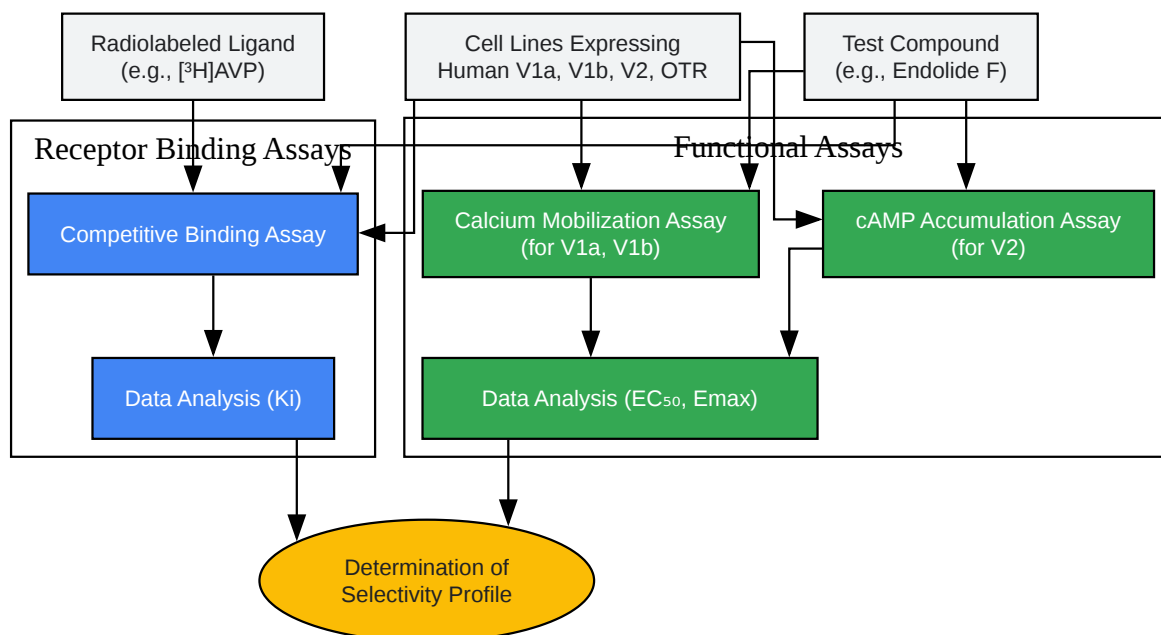 Radiolabeled Ligand
(e.g., [³H]AVP)
Cell Lines Expressing
Human V1a, V1b, V2, OTR
Test Compound
(e.g., Endolide F)
Receptor Binding Assays
Functional Assays
Competitive Binding Assay
Calcium Mobilization Assay
(for V1a, V1b)
cAMP Accumulation Assay
(for V2)
Data Analysis (Ki)
Data Analysis (EC₅₀, Emax)
Determination of
Selectivity Profile